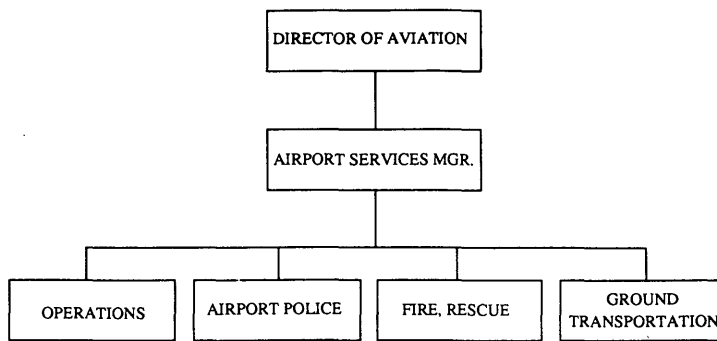 DIRECTOR OF AVIATION
AIRPORT SERVICES MGR.
OPERATIONS
AIRPORT POLICE
FIRE, RESCUE
GROUND
TRANSPORTATION